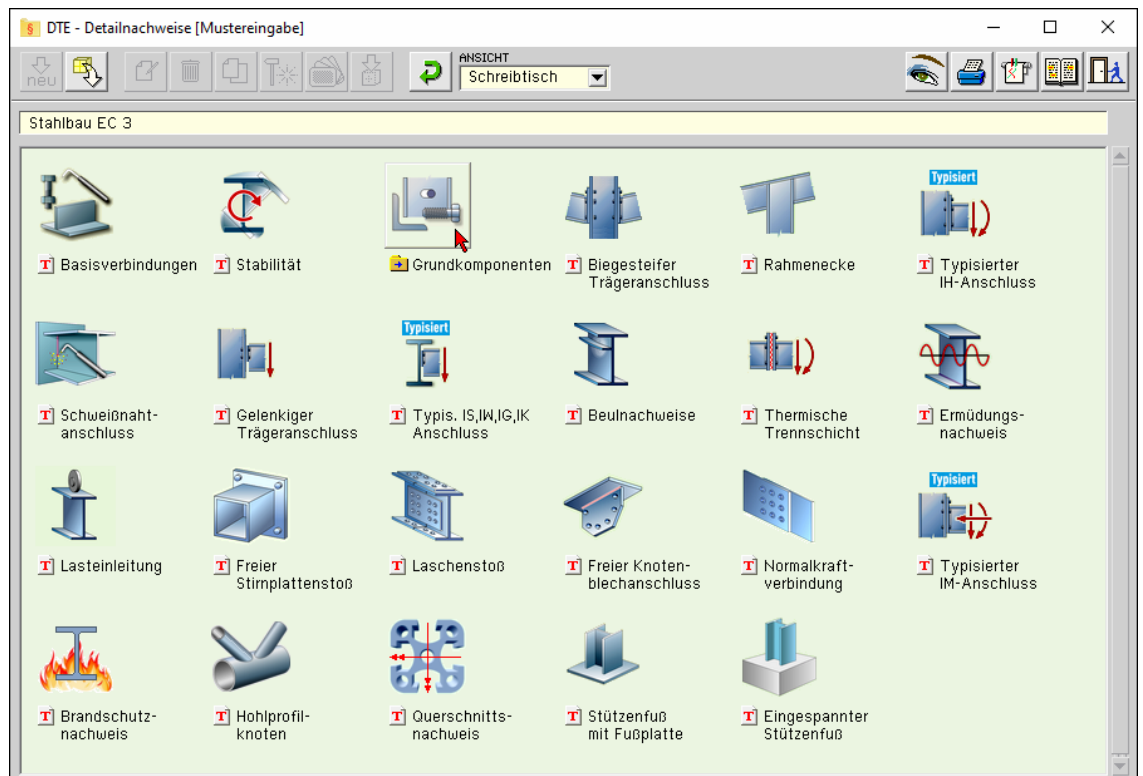 DTE - Detailnachweise [Mustereingabe]
neu
ANSICHT
Schreibtisch
Stahlbau EC 3
Typisiert
Basisverbindungen
Stabilität
Grundkomponenten
Biegesteifer
Trägeranschluss
Rahmenecke
Typisierter
IH-Anschluss
Typisiert
Schweißnaht-
anschluss
Gelenkiger
Trägeranschluss
Typis. IS,IW,IG,IK
Anschluss
Beulnachweise
Thermische
Trennschicht
Ermüdungs-
nachweis
Typisiert
Lasteinleitung
Freier
Stirnplattenstoß
Laschenstoß
Freier Knoten-
blechanschluss
Normalkraft-
verbindung
Typisierter
IM-Anschluss
Brandschutz-
nachweis
Hohlprofil-
knoten
Querschnitts-
nachweis
Stützenfuß
mit Fußplatte
Eingespannter
Stützenfuß